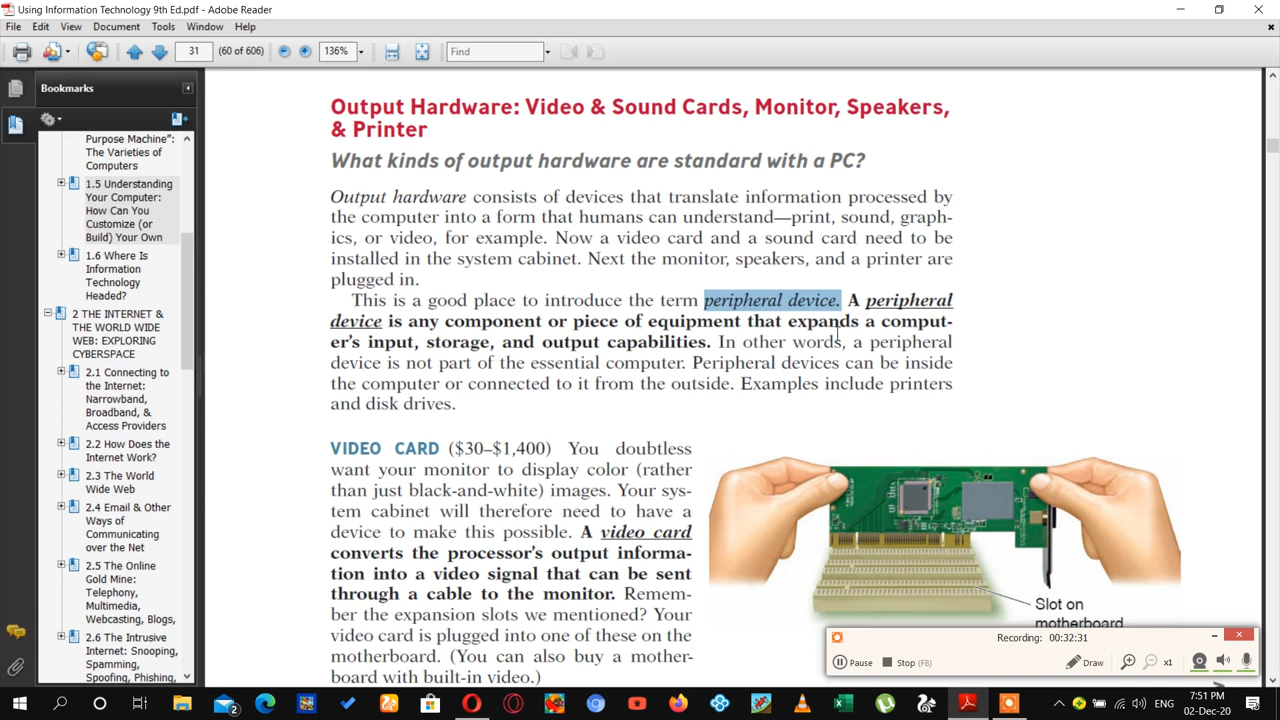 Using Information Technology 9th Ed.pdf - Adobe Reader
File Edit View Document Tools Window Help
31 (60 of 606) 136% Find
Bookmarks
Purpose Machine":
The Varieties of
Computers
1.5 Understanding
Your Computer:
How Can You
Customize (or
Build) Your Own
1.6 Where Is
Information
Technology
Headed?
2 THE INTERNET &
THE WORLD WIDE
WEB: EXPLORING
CYBERSPACE
2.1 Connecting to
the Internet:
Narrowband,
Broadband, &
Access Providers
2.2 How Does the
Internet Work?
2.3 The World
Wide Web
2.4 Email & Other
Ways of
Communicating
over the Net
2.5 The Online
Gold Mine:
Telephony,
Multimedia,
Webcasting, Blogs,
2.6 The Intrusive
Internet: Snooping,
Spamming,
Spoofing, Phishing,
Output Hardware: Video & Sound Cards, Monitor, Speakers,
& Printer
What kinds of output hardware are standard with a PC?
Output hardware consists of devices that translate information processed by
the computer into a form that humans can understand—print, sound, graph-
ics, or video, for example. Now a video card and a sound card need to be
installed in the system cabinet. Next the monitor, speakers, and a printer are
plugged in.
This is a good place to introduce the term peripheral device. A peripheral
device is any component or piece of equipment that expands a comput-
er's input, storage, and output capabilities. In other words, a peripheral
device is not part of the essential computer. Peripheral devices can be inside
the computer or connected to it from the outside. Examples include printers
and disk drives.
VIDEO CARD ($30–$1,400) You doubtless
want your monitor to display color (rather
than just black-and-white) images. Your sys-
tem cabinet will therefore need to have a
device to make this possible. A video card
converts the processor's output informa-
tion into a video signal that can be sent
through a cable to the monitor. Remem-
ber the expansion slots we mentioned? Your
video card is plugged into one of these on the
motherboard. (You can also buy a mother-
board with built-in video.)
Slot on
motherboard
Recording: 00:32:31
Pause Stop (F8) Draw x1
2
7:51 PM
02-Dec-20